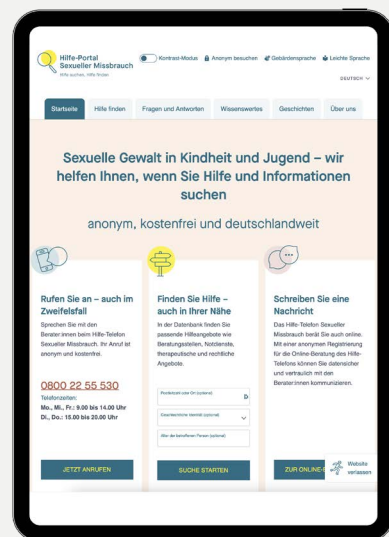 Hilfe-Portal
Sexueller Missbrauch
Hilfe suchen, Hilfe finden
Kontrast-Modus
Anonym besuchen
Gebärdensprache
Leichte Sprache
DEUTSCH
Startseite
Hilfe finden
Fragen und Antworten
Wissenswertes
Geschichten
Über uns
Sexuelle Gewalt in Kindheit und Jugend – wir
helfen Ihnen, wenn Sie Hilfe und Informationen
suchen
anonym, kostenfrei und deutschlandweit
Rufen Sie an – auch im
Zweifelsfall
Sprechen Sie mit den
Berater:innen beim Hilfe-Telefon
Sexueller Missbrauch. Ihr Anruf ist
anonym und kostenfrei.
0800 22 55 530
Telefonzeiten:
Mo., Mi., Fr.: 9.00 bis 14.00 Uhr
Di., Do.: 15.00 bis 20.00 Uhr
JETZT ANRUFEN
Finden Sie Hilfe –
auch in Ihrer Nähe
In der Datenbank finden Sie
passende Hilfeangebote wie
Beratungsstellen, Notdienste,
therapeutische und rechtliche
Angebote.
Postleitzahl oder Ort (optional)
Geschlechtliche Identität (optional)
Alter der betroffenen Person (optional)
SUCHE STARTEN
Schreiben Sie eine
Nachricht
Das Hilfe-Telefon Sexueller
Missbrauch berät Sie auch online.
Mit einer anonymen Registrierung
für die Online-Beratung des Hilfe-
Telefons können Sie datensicher
und vertraulich mit den
Berater:innen kommunizieren.
ZUR ONLINE-
Website
verlassen